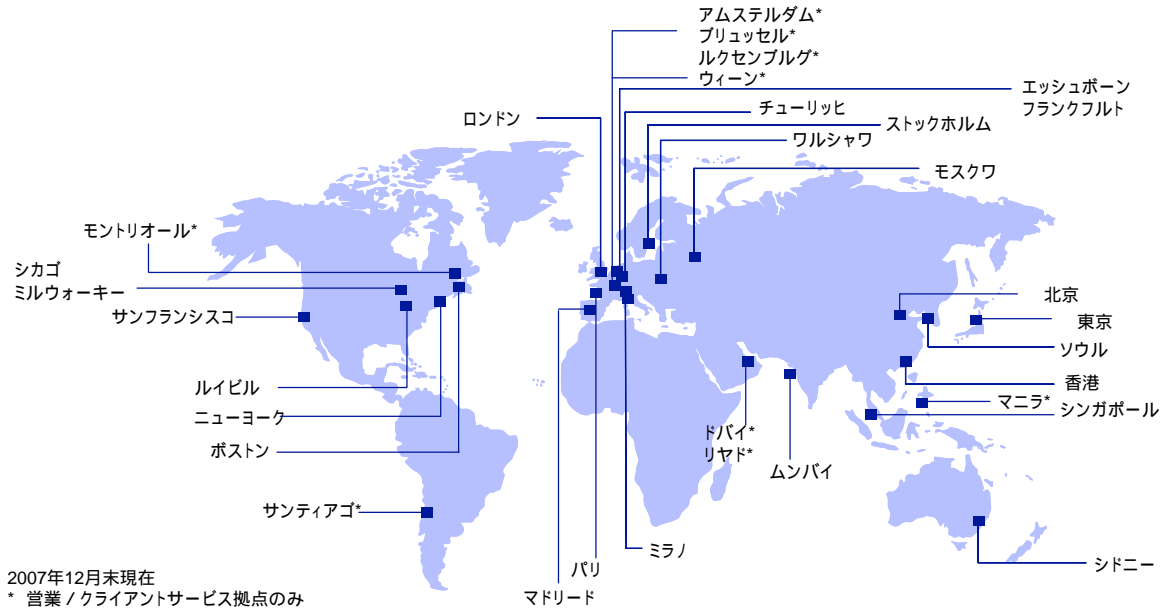 アムステルダム*
ブリュッセル*
ルクセンブルグ*
ウィーン*
エッシュボーン
フランクフルト
チューリッヒ
ロンドン
ストックホルム
ワルシャワ
モスクワ
モントリオール*
シカゴ
ミルウォーキー
サンフランシスコ
北京
東京
ソウル
ルイビル
香港
ニューヨーク
マニラ*
シンガポール
ボストン
ドバイ*
リヤド*
ムンバイ
サンティアゴ*
ミラノ
パリ
シドニー
マドリード
2007年12月末現在
* 営業 / クライアントサービス拠点のみ